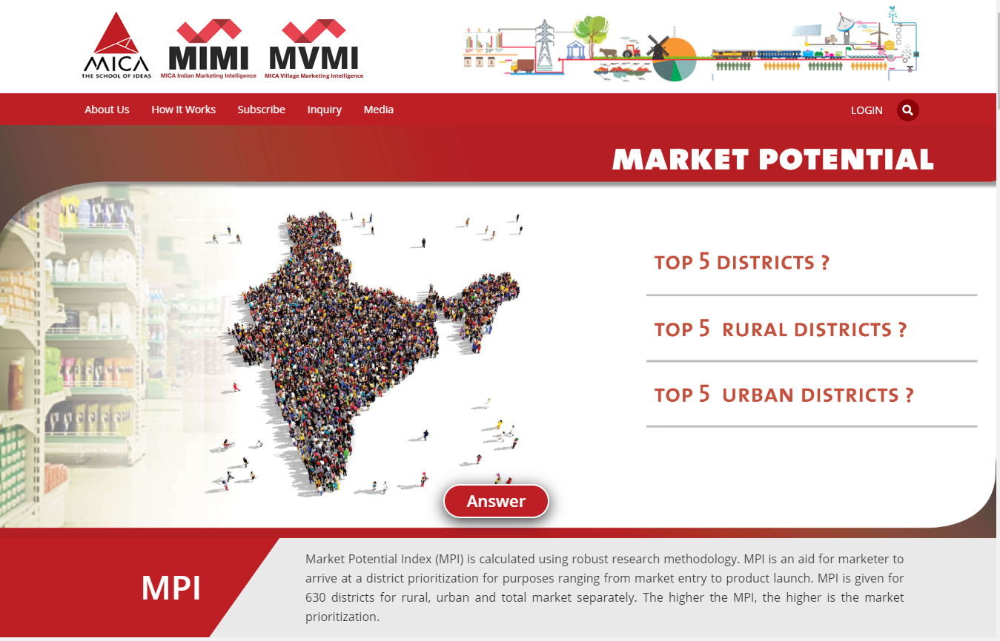 MICA
THE SCHOOL OF IDEAS
MIMI
MICA Indian Marketing Intelligence
MVMI
MICA Village Marketing Intelligence
1 2 3
About Us How It Works Subscribe Inquiry Media LOGIN
MARKET POTENTIAL
TOP 5 DISTRICTS ?
TOP 5 RURAL DISTRICTS ?
TOP 5 URBAN DISTRICTS ?
Answer
MPI
Market Potential Index (MPI) is calculated using robust research methodology. MPI is an aid for marketer to
arrive at a district prioritization for purposes ranging from market entry to product launch. MPI is given for
630 districts for rural, urban and total market separately. The higher the MPI, the higher is the market
prioritization.